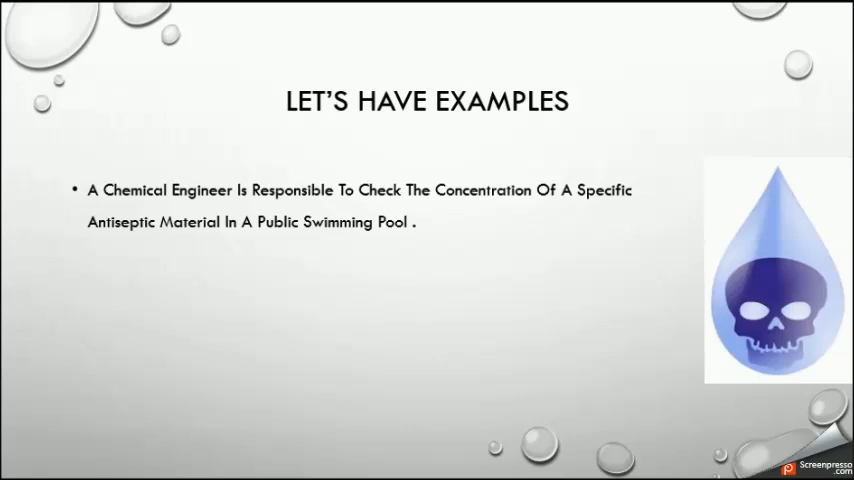 LET'S HAVE EXAMPLES
• A Chemical Engineer Is Responsible To Check The Concentration Of A Specific
Antiseptic Material In A Public Swimming Pool .
Screenpresso
.com